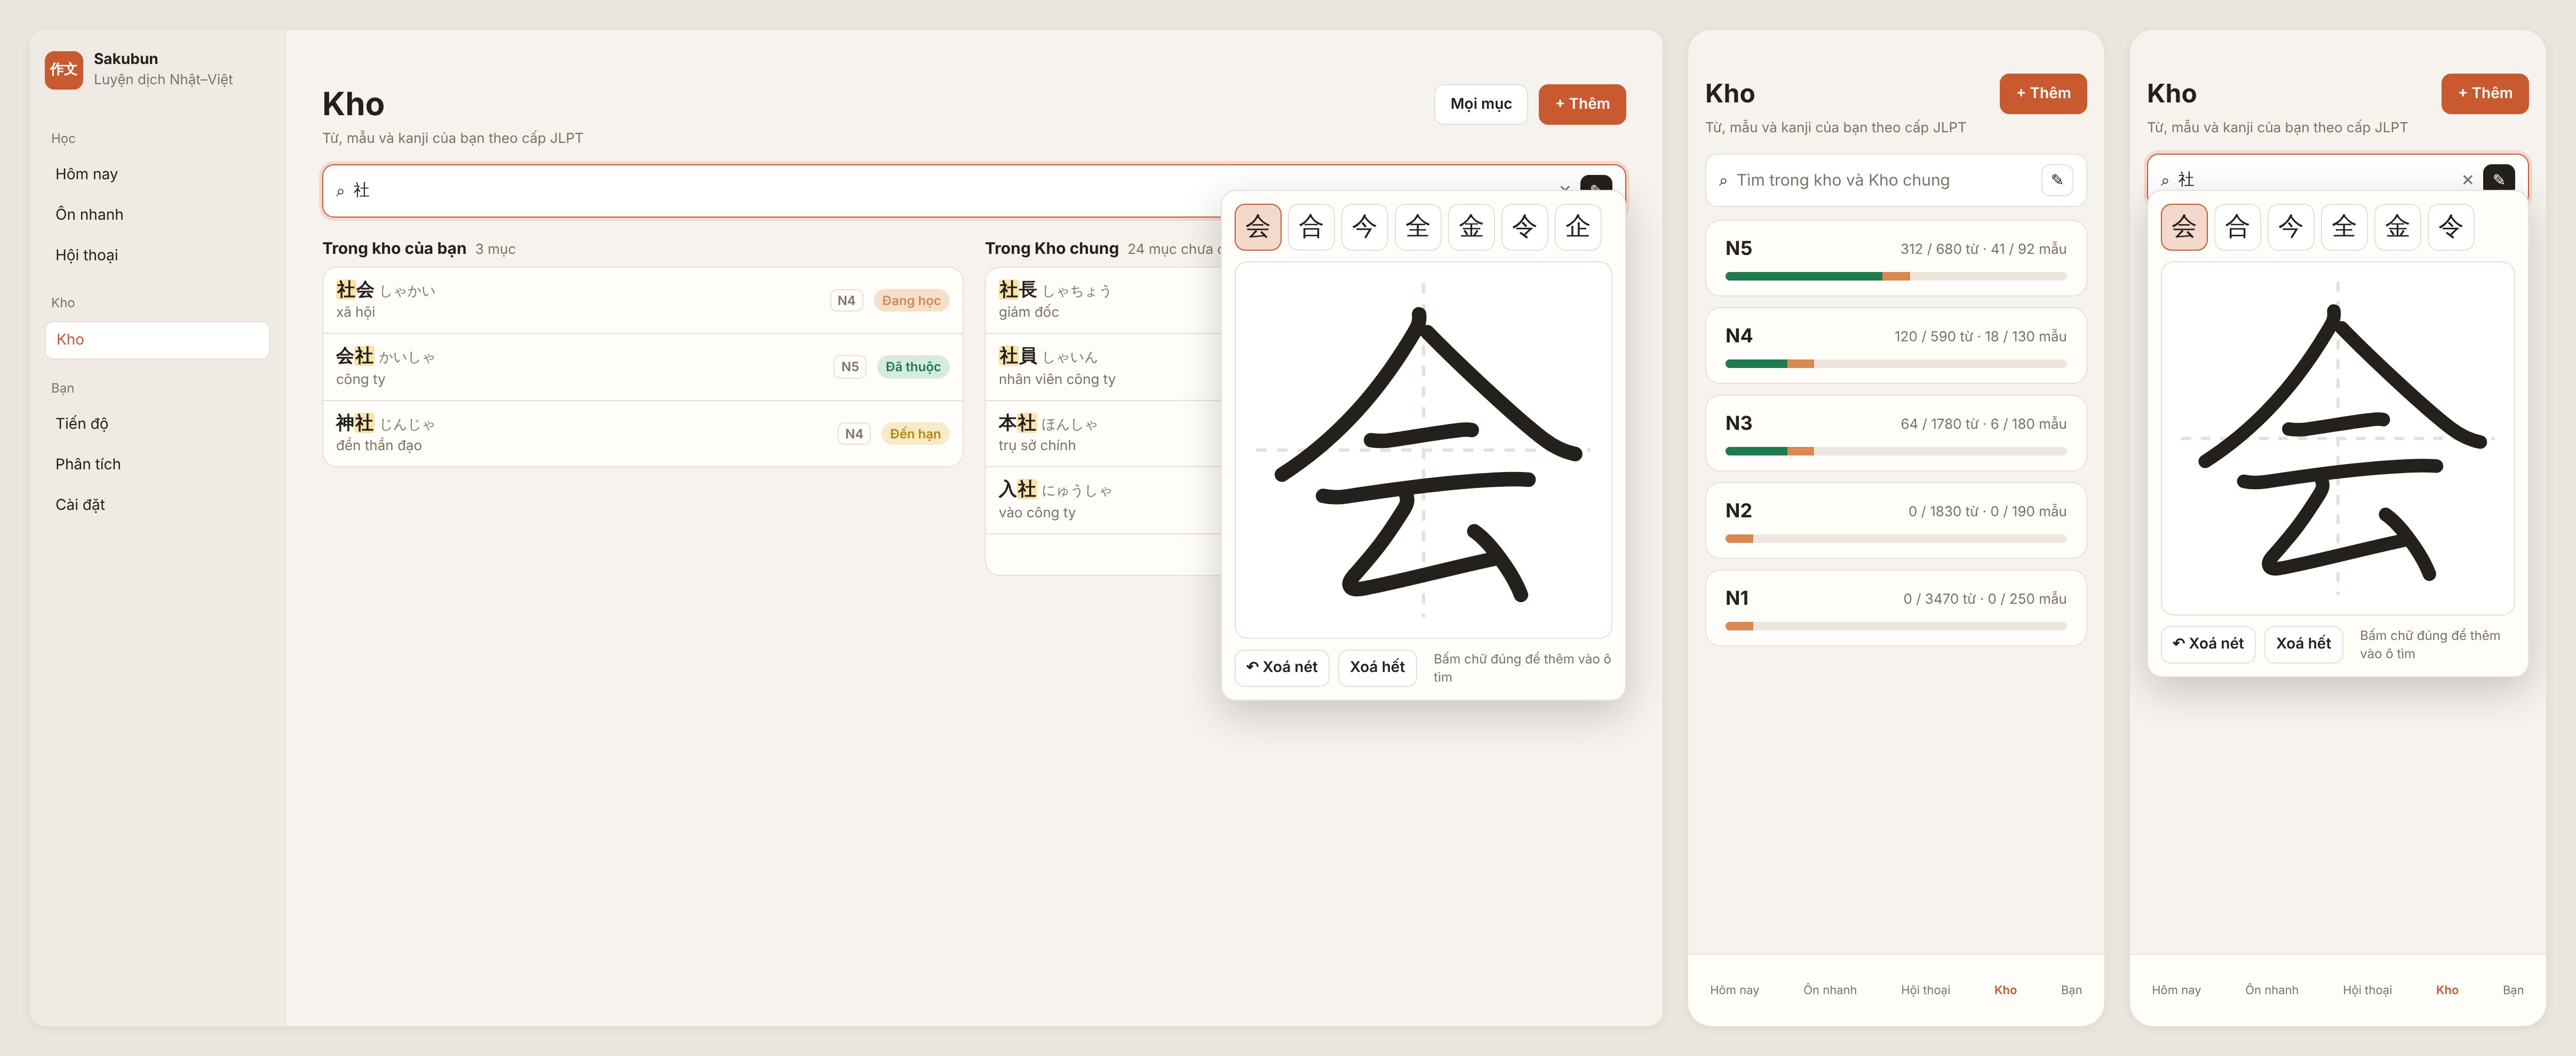 作文
Sakubun
Luyện dịch Nhật–Việt
Học
Hôm nay
Ôn nhanh
Hội thoại
Kho
Kho
Bạn
Tiến độ
Phân tích
Cài đặt
Kho
Từ, mẫu và kanji của bạn theo cấp JLPT
Mọi mục
+ Thêm
社
Trong kho của bạn 3 mục
社会 しゃかい
xã hội
N4 Đang học
会社 かいしゃ
công ty
N5 Đã thuộc
神社 じんじゃ
đền thần đạo
N4 Đến hạn
Trong Kho chung 24 mục chưa
社長 しゃちょう
giám đốc
社員 しゃいん
nhân viên công ty
本社 ほんしゃ
trụ sở chính
入社 にゅうしゃ
vào công ty
会 合 今 全 金 令 企
会
↶ Xoá nét
Xoá hết
Bấm chữ đúng để thêm vào ô
tìm
Kho
+ Thêm
Từ, mẫu và kanji của bạn theo cấp JLPT
Tìm trong kho và Kho chung
N5 312 / 680 từ · 41 / 92 mẫu
N4 120 / 590 từ · 18 / 130 mẫu
N3 64 / 1780 từ · 6 / 180 mẫu
N2 0 / 1830 từ · 0 / 190 mẫu
N1 0 / 3470 từ · 0 / 250 mẫu
Hôm nay Ôn nhanh Hội thoại Kho Bạn
Kho
+ Thêm
Từ, mẫu và kanji của bạn theo cấp JLPT
社
会 合 今 全 金 令
会
↶ Xoá nét
Xoá hết
Bấm chữ đúng để thêm
vào ô tìm
Hôm nay Ôn nhanh Hội thoại Kho Bạn